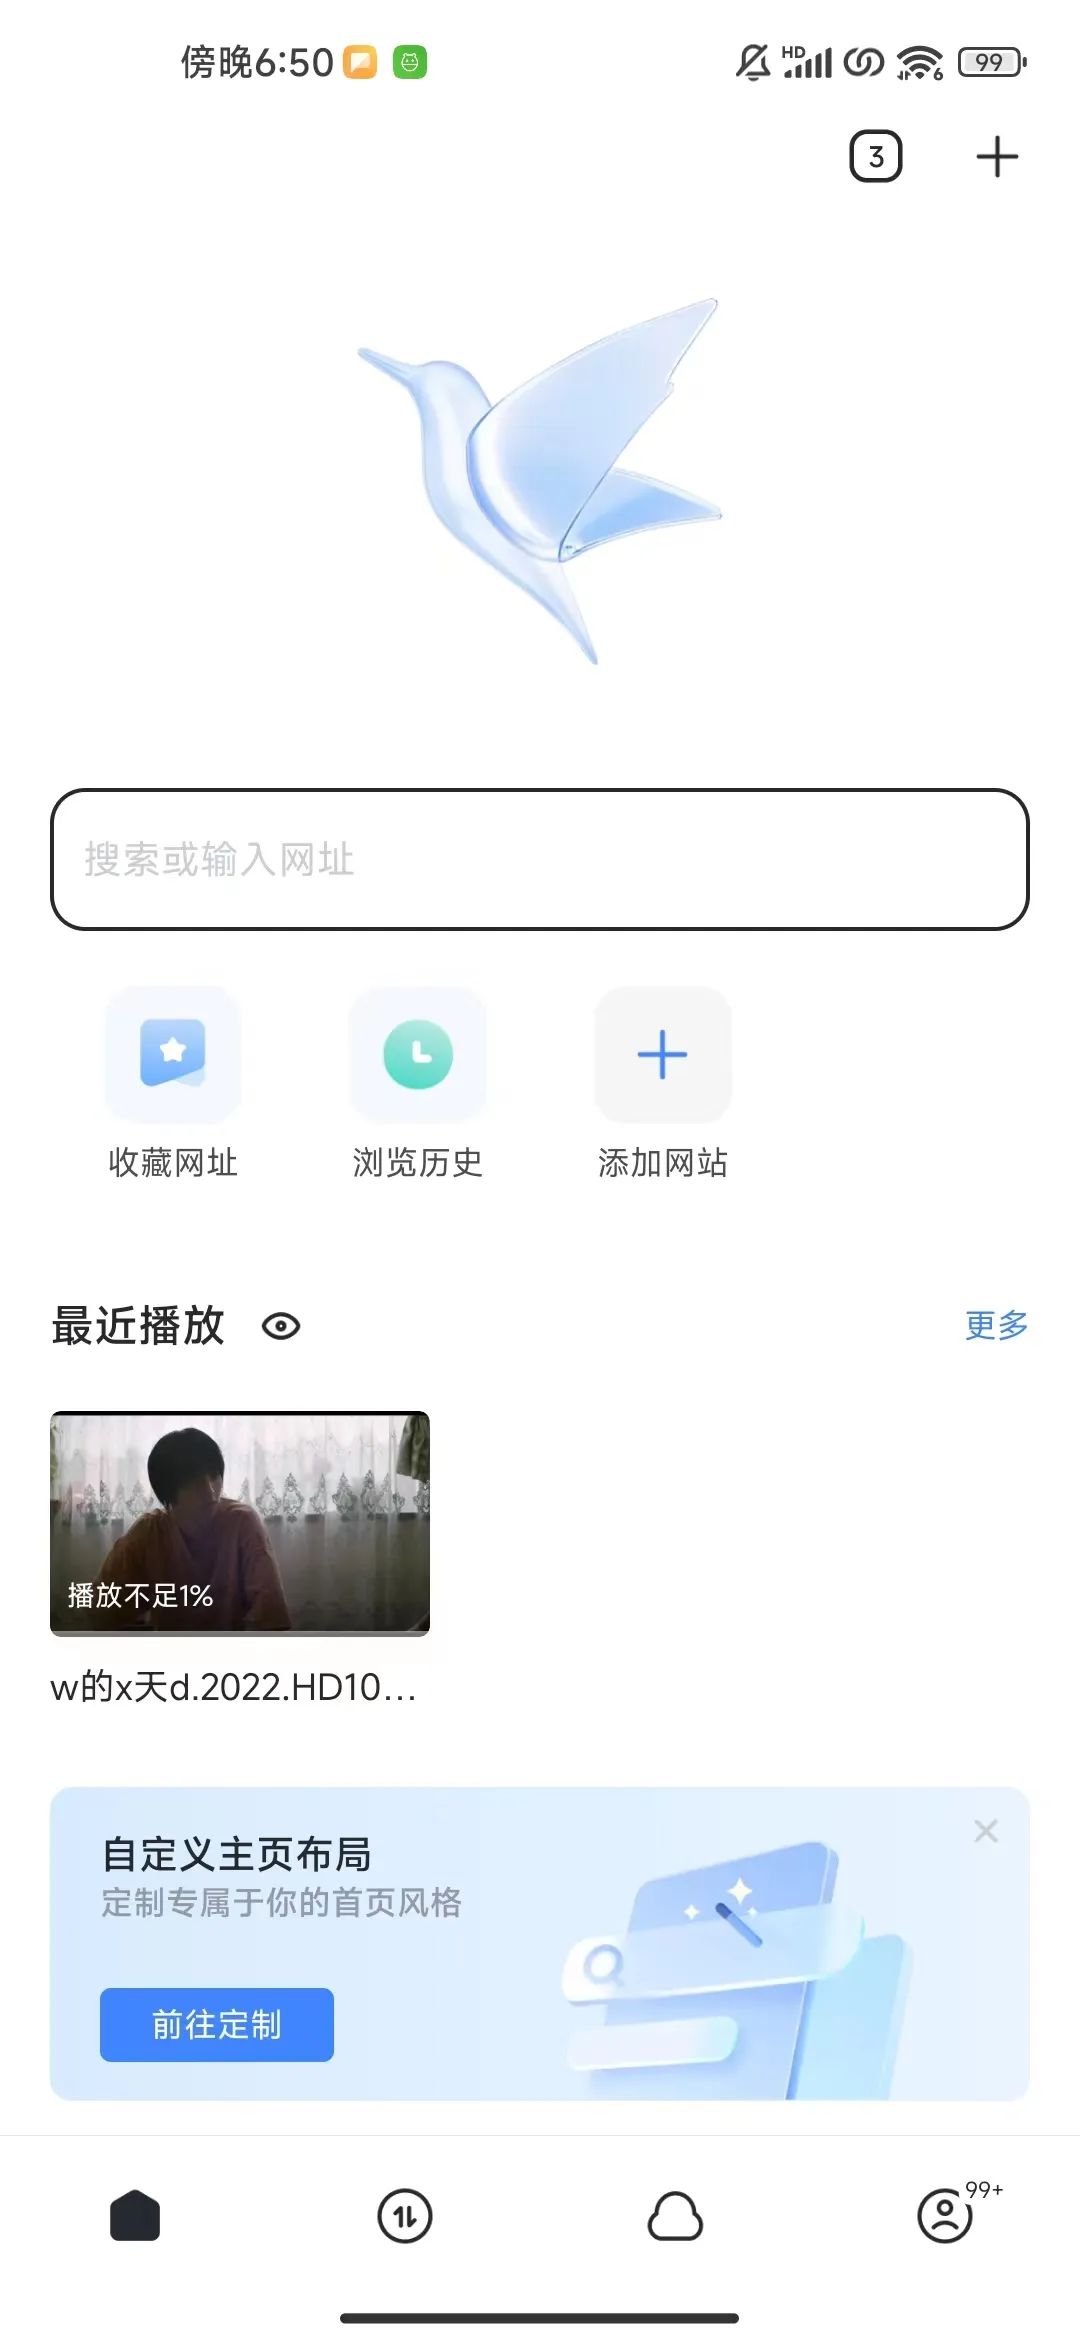 傍晚6:50
HD
6
99
3
搜索或输入网址
收藏网址
浏览历史
添加网站
最近播放
更多
播放不足1%
w的x天d.2022.HD10...
自定义主页布局
定制专属于你的首页风格
前往定制
99+